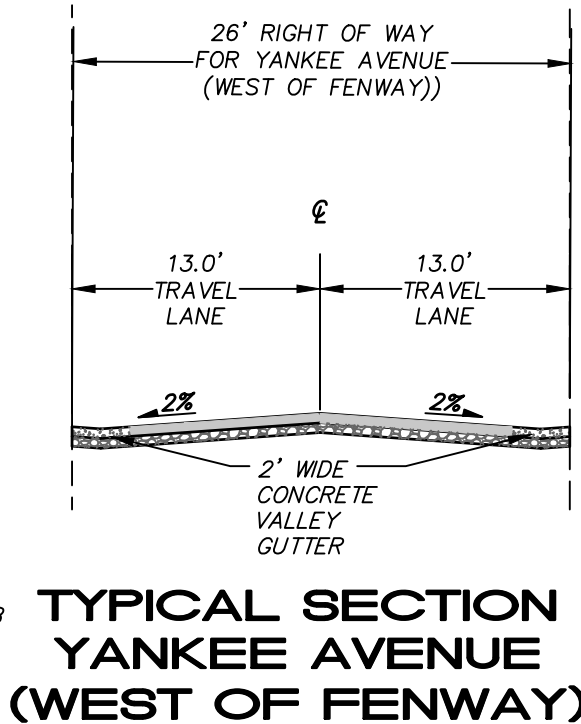 26' RIGHT OF WAY
FOR YANKEE AVENUE
(WEST OF FENWAY))
℄
13.0'
TRAVEL
LANE
13.0'
TRAVEL
LANE
2%
2%
2' WIDE
CONCRETE
VALLEY
GUTTER
TYPICAL SECTION
YANKEE AVENUE
(WEST OF FENWAY)